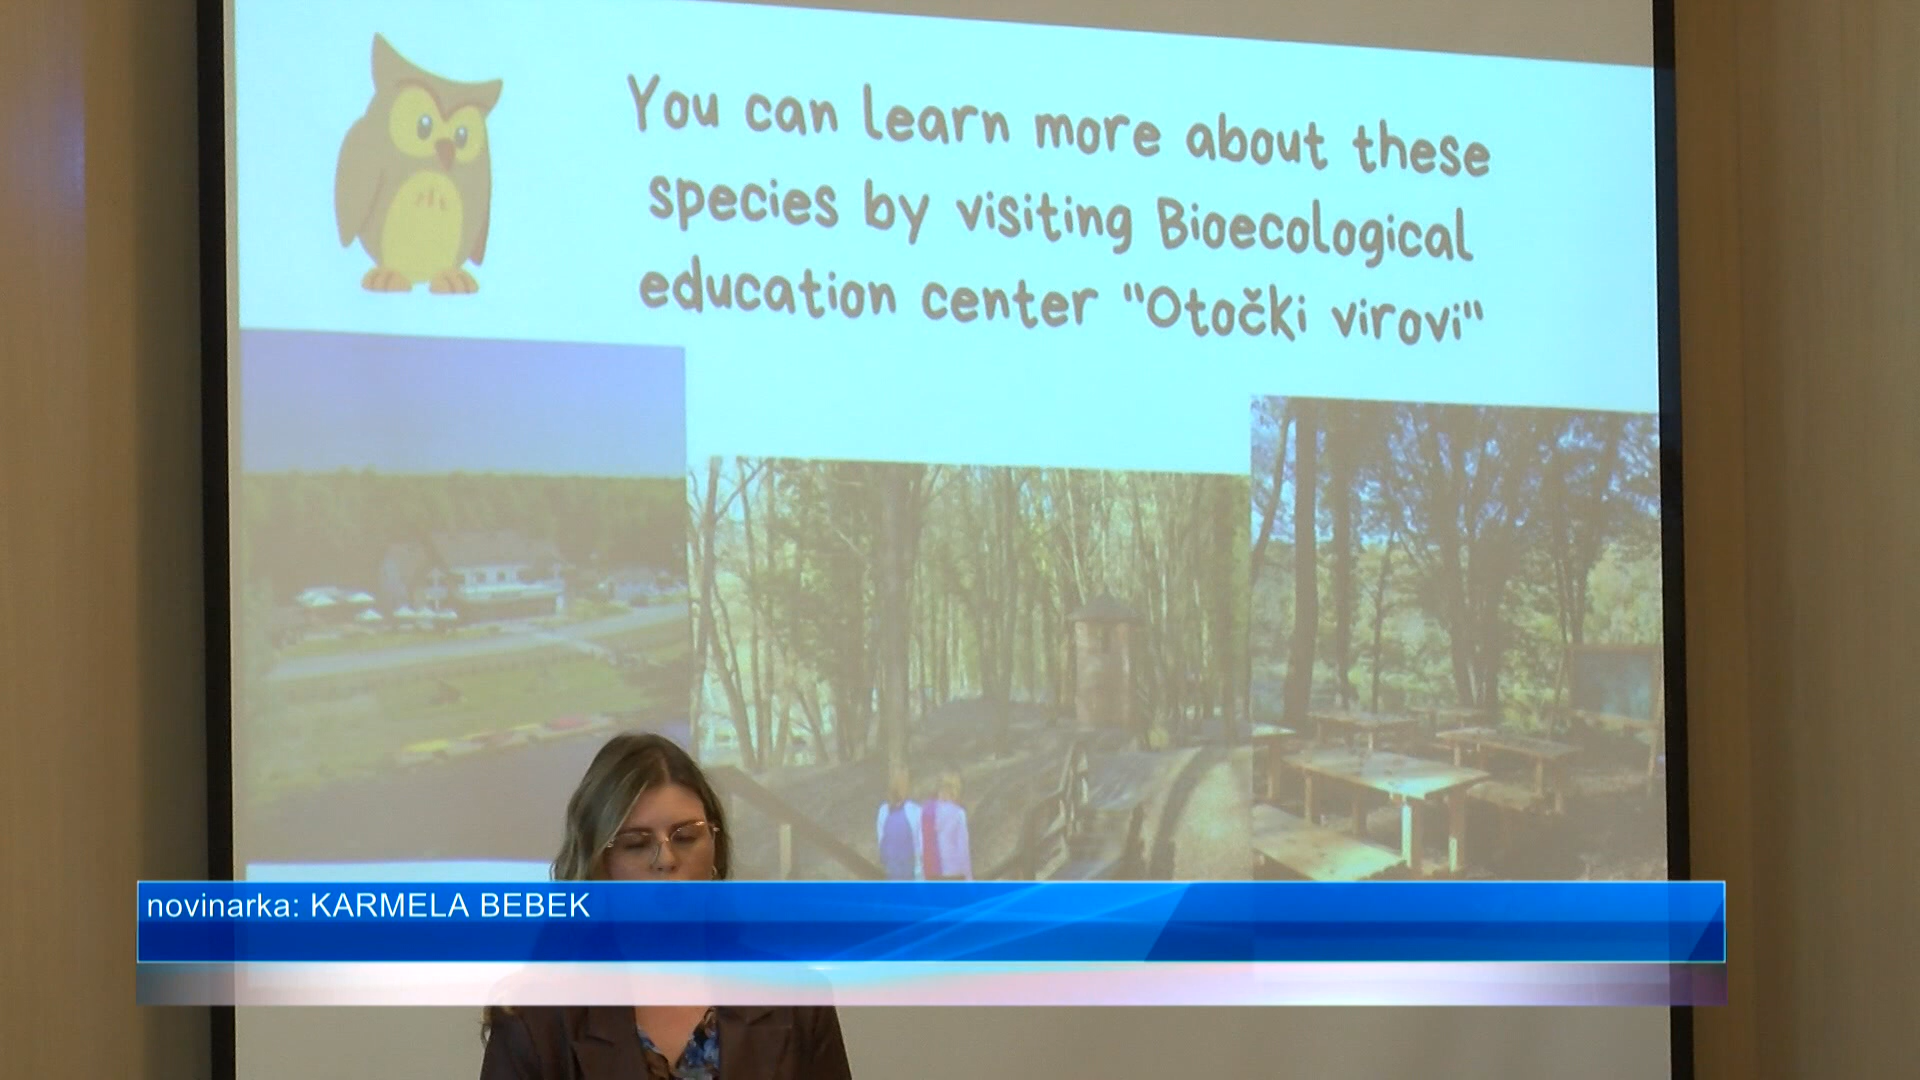 You can learn more about these
species by visiting Bioecological
education center "Otočki virovi"
novinarka: KARMELA BEBEK